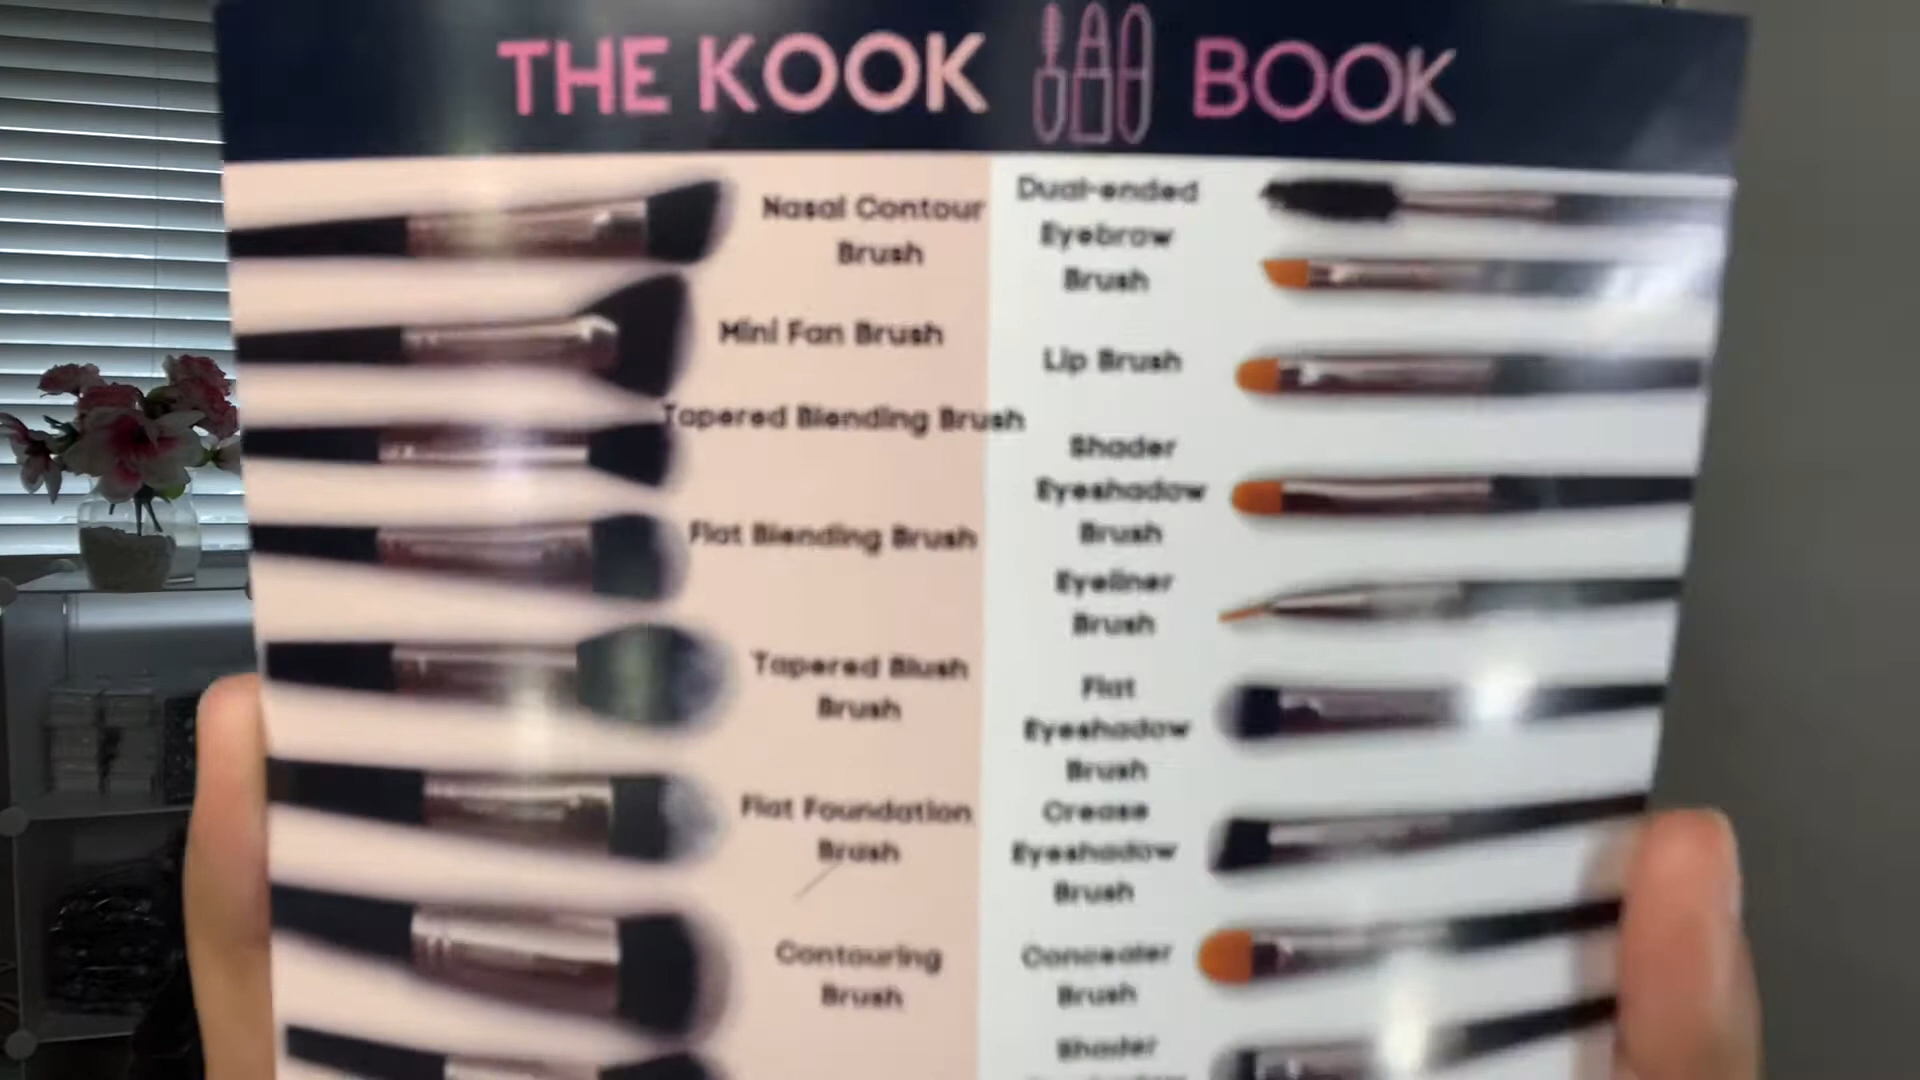 THE KOOK BOOK
Nasal Contour
Brush
Mini Fan Brush
Tapered Blending Brush
Flat Blending Brush
Tapered Blush
Brush
Flat Foundation
Brush
Contouring
Brush
Dual-ended
Eyebrow
Brush
Lip Brush
Shader
Eyeshadow
Brush
Eyeliner
Brush
Flat
Eyeshadow
Brush
Crease
Eyeshadow
Brush
Concealer
Brush
Shader